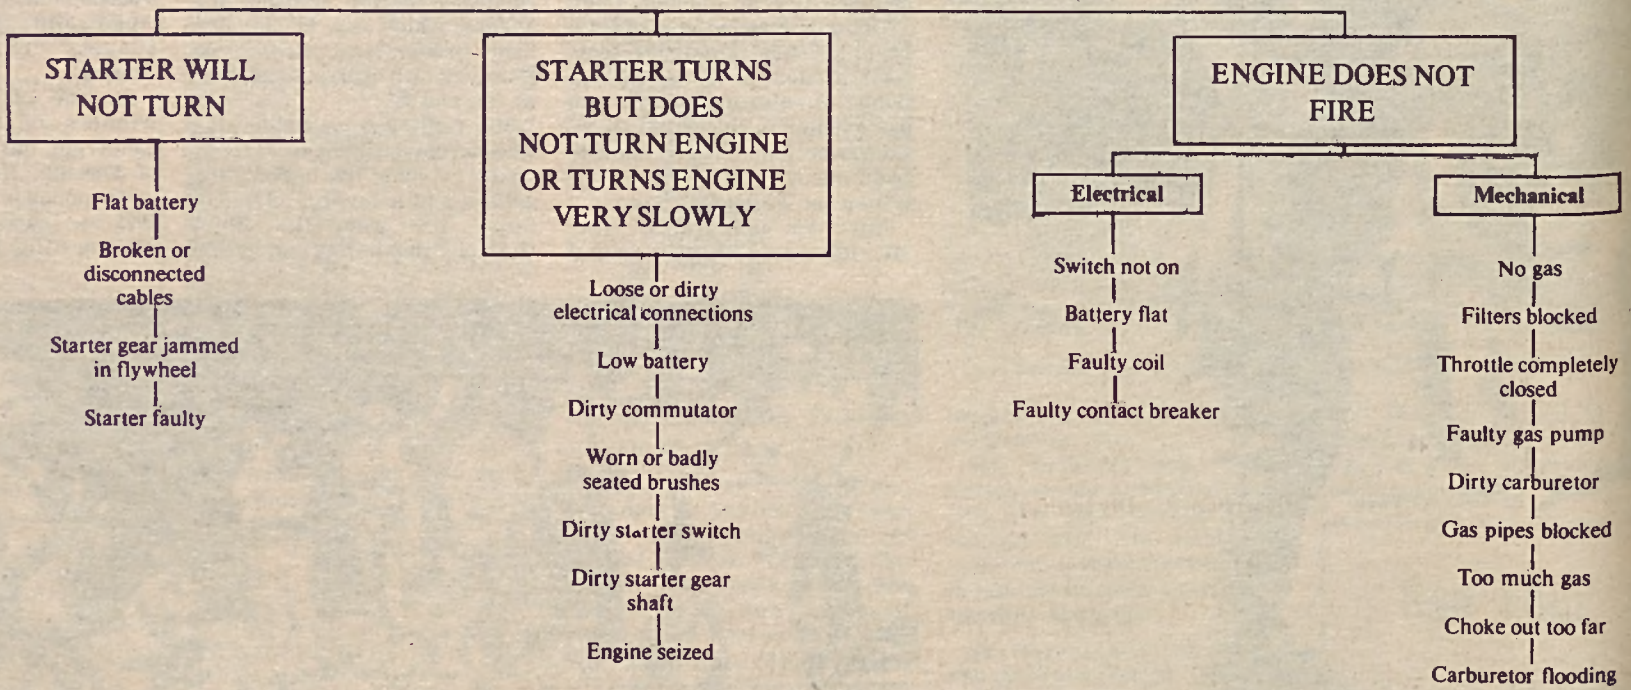 STARTER WILL
NOT TURN
Flat battery
Broken or
disconnected
cables
Starter gear jammed
in flywheel
Starter faulty
STARTER TURNS
BUT DOES
NOT TURN ENGINE
OR TURNS ENGINE
VERY SLOWLY
Loose or dirty
electrical connections
Low battery
Dirty commutator
Worn or badly
seated brushes
Dirty starter switch
Dirty starter gear
shaft
Engine seized
ENGINE DOES NOT
FIRE
Electrical
Switch not on
Battery flat
Faulty coil
Faulty contact breaker
Mechanical
No gas
Filters blocked
Throttle completely
closed
Faulty gas pump
Dirty carburetor
Gas pipes blocked
Too much gas
Choke out too far
Carburetor flooding